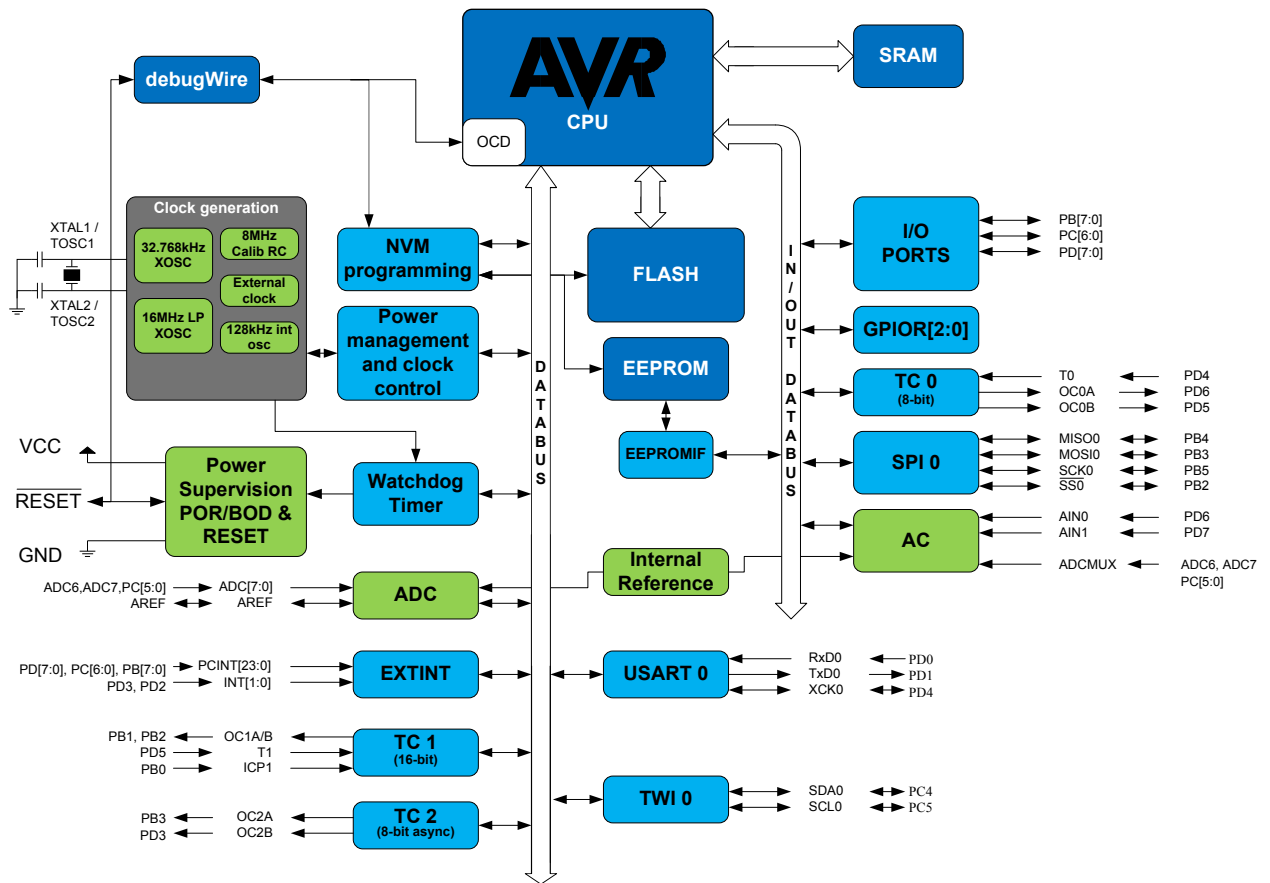 AVR
CPU
OCD
SRAM
debugWire
Clock generation
32.768kHz
XOSC
8MHz
Calib RC
External
clock
16MHz LP
XOSC
128kHz int
osc
XTAL1 /
TOSC1
XTAL2 /
TOSC2
NVM
programming
Power
management
and clock
control
FLASH
EEPROM
EEPROMIF
DATABUS
IN/OUT DATABUS
I/O
PORTS
PB[7:0]
PC[6:0]
PD[7:0]
GPIOR[2:0]
TC 0
(8-bit)
T0 PD4
OC0A PD6
OC0B PD5
SPI 0
MISO0 PB4
MOSI0 PB3
SCK0 PB5
SS0 PB2
AC
AIN0 PD6
AIN1 PD7
ADCMUX ADC6, ADC7
PC[5:0]
VCC
RESET
GND
Power
Supervision
POR/BOD &
RESET
Watchdog
Timer
Internal
Reference
ADC6,ADC7,PC[5:0] ADC[7:0]
AREF AREF
ADC
PD[7:0], PC[6:0], PB[7:0] PCINT[23:0]
PD3, PD2 INT[1:0]
EXTINT
USART 0
RxD0 PD0
TxD0 PD1
XCK0 PD4
PB1, PB2 OC1A/B
PD5 T1
PB0 ICP1
TC 1
(16-bit)
TWI 0
SDA0 PC4
SCL0 PC5
PB3 OC2A
PD3 OC2B
TC 2
(8-bit async)